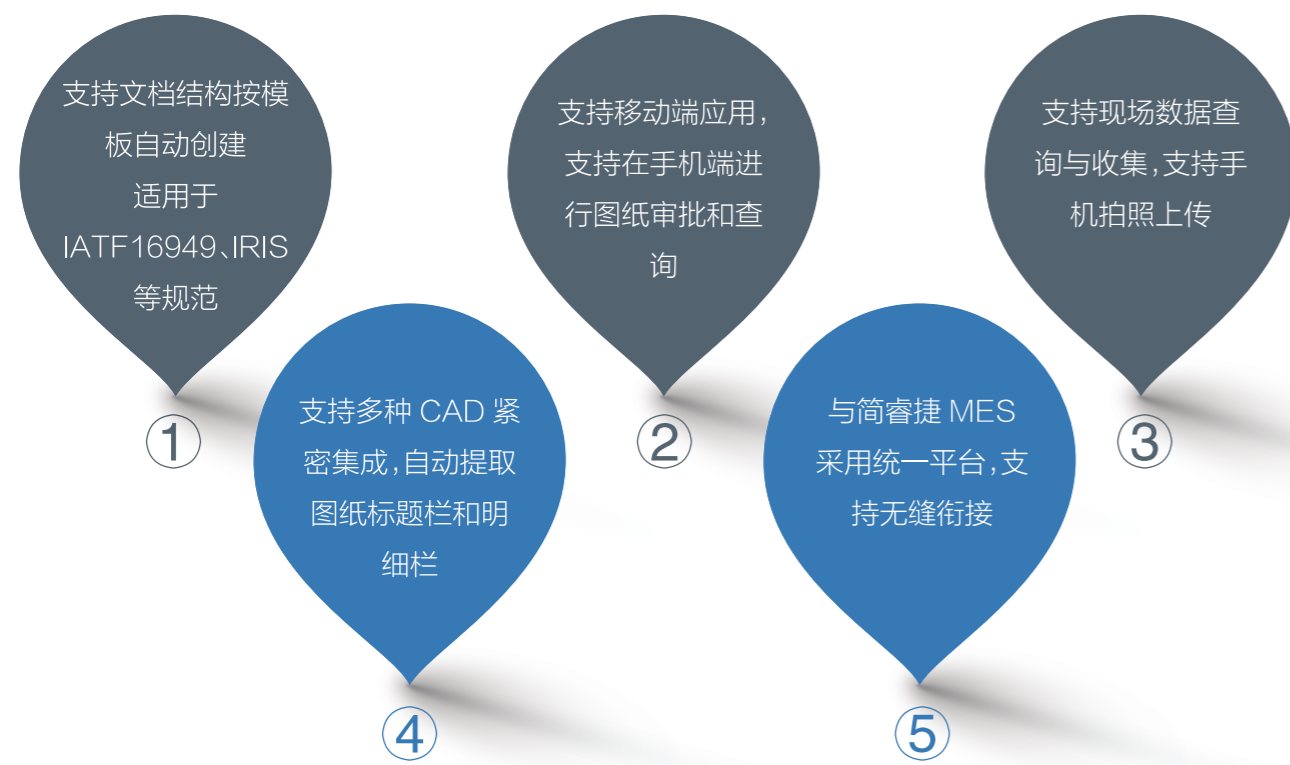 支持文档结构按模
板自动创建
适用于
IATF16949、IRIS
等规范
①
支持移动端应用，
支持在手机端进
行图纸审批和查
询
②
支持现场数据查
询与收集，支持手
机拍照上传
③
支持多种 CAD 紧
密集成，自动提取
图纸标题栏和明
细栏
④
与简睿捷 MES
采用统一平台，支
持无缝衔接
⑤